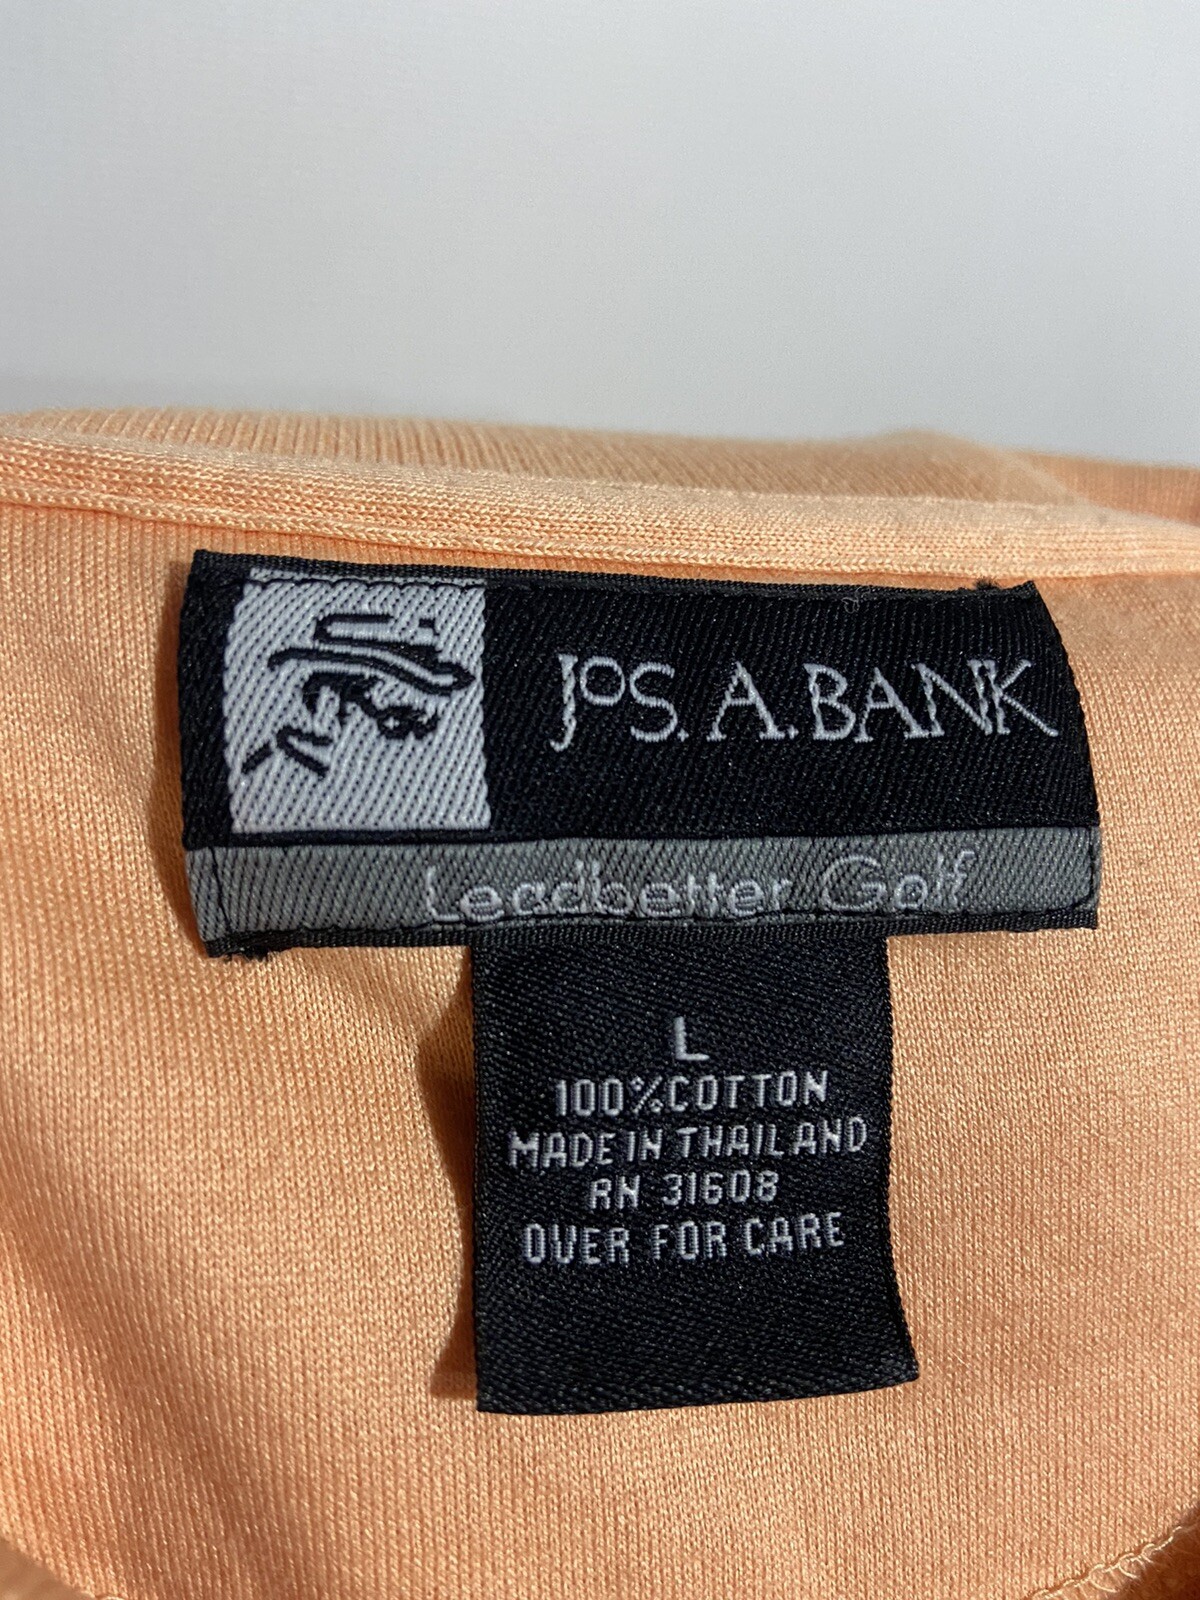 JOS. A. BANK
Leadbetter Golf
L
100% COTTON
MADE IN THAILAND
RN 31608
OVER FOR CARE